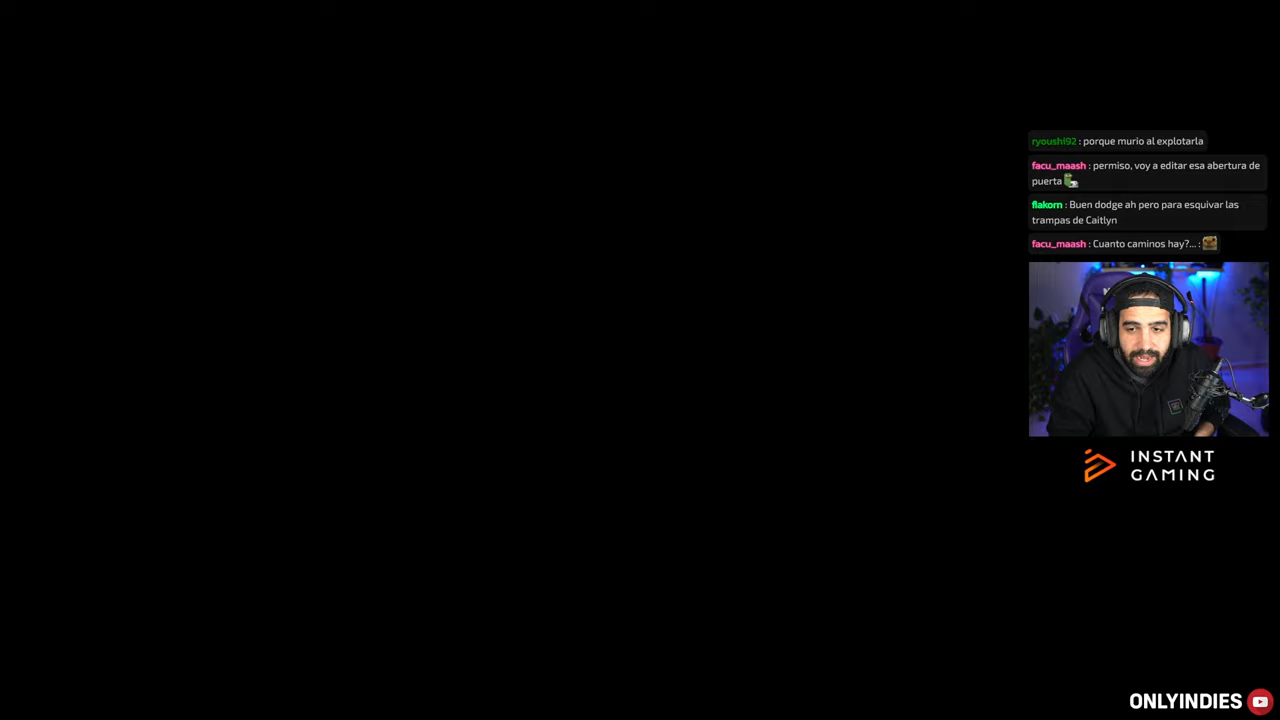 ryoushi92 : porque murio al explotarla
facu_maash : permiso, voy a editar esa abertura de
puerta
flakorn : Buen dodge ah pero para esquivar las
trampas de Caitlyn
facu_maash : Cuanto caminos hay?... :
INSTANT
GAMING
ONLYINDIES